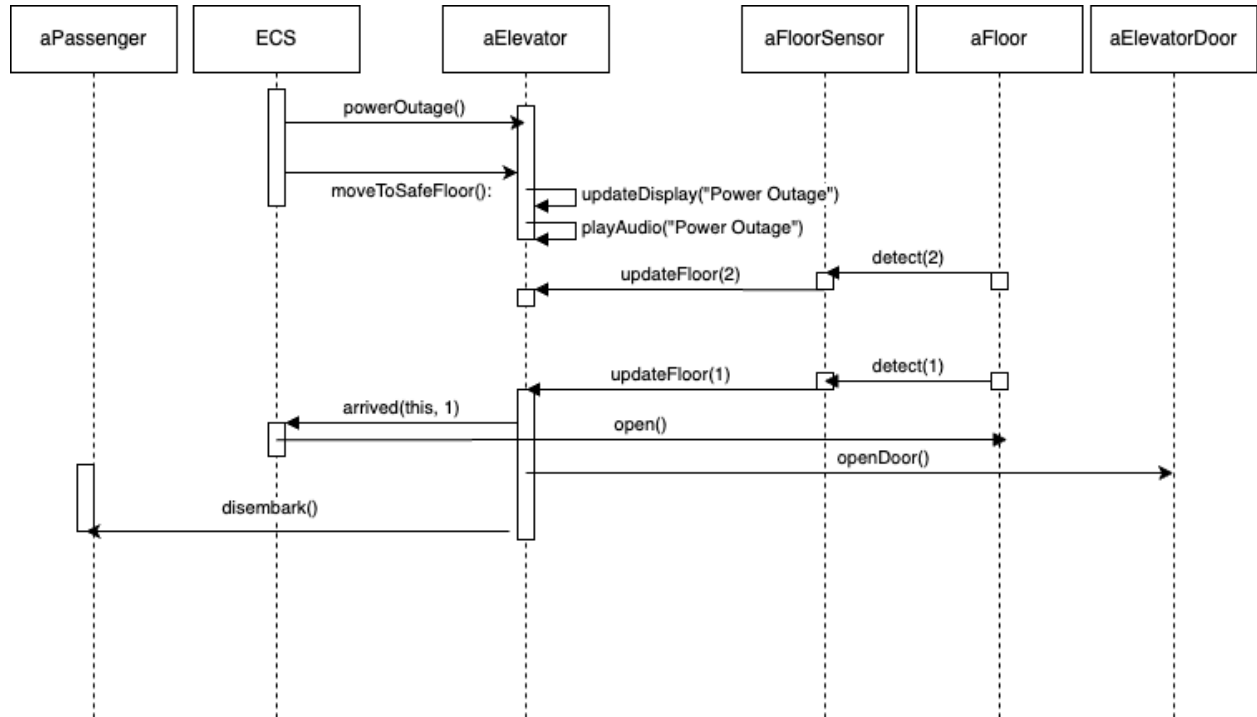 aPassenger
ECS
aElevator
aFloorSensor
aFloor
aElevatorDoor
powerOutage()
moveToSafeFloor():
updateDisplay("Power Outage")
playAudio("Power Outage")
detect(2)
updateFloor(2)
detect(1)
updateFloor(1)
arrived(this, 1)
open()
openDoor()
disembark()